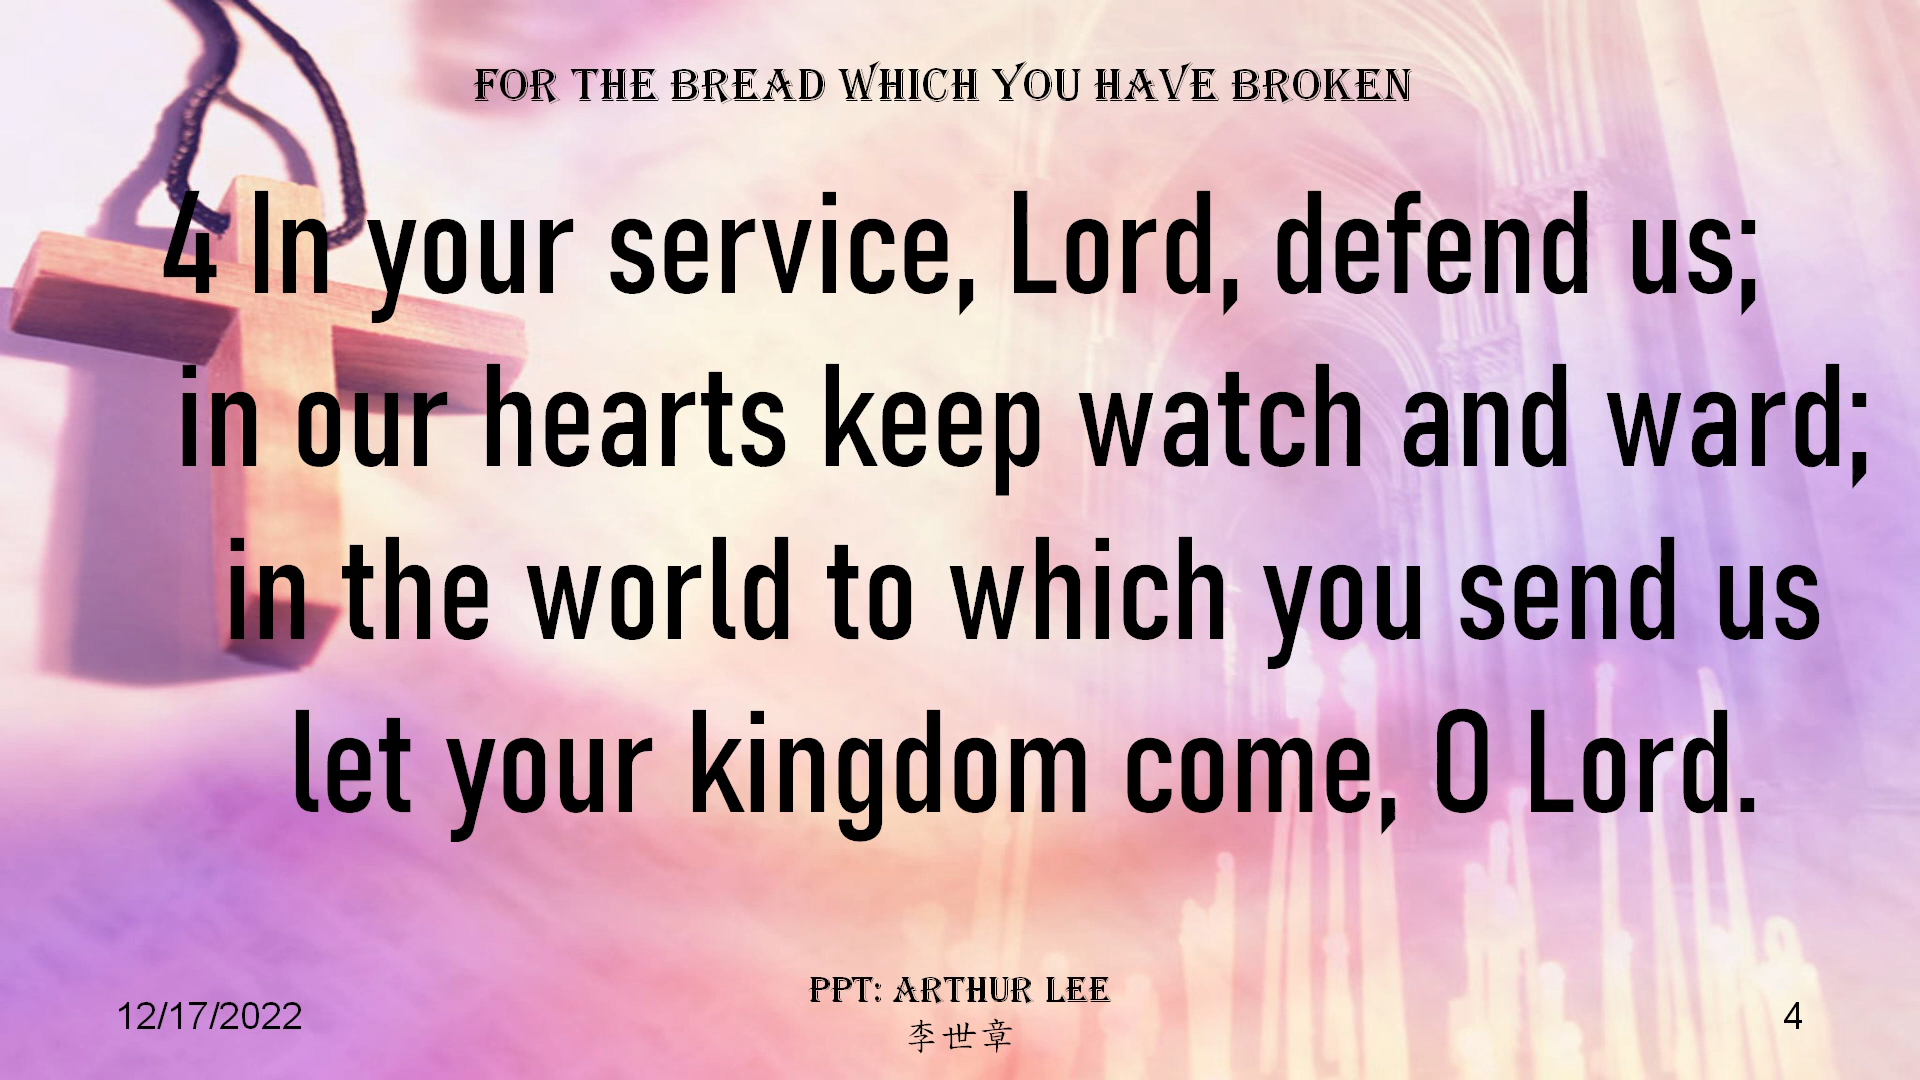 FOR THE BREAD WHICH YOU HAVE BROKEN
4 In your service, Lord, defend us;
in our hearts keep watch and ward;
in the world to which you send us
let your kingdom come, O Lord.
PPT: ARTHUR LEE
李世章
12/17/2022
4